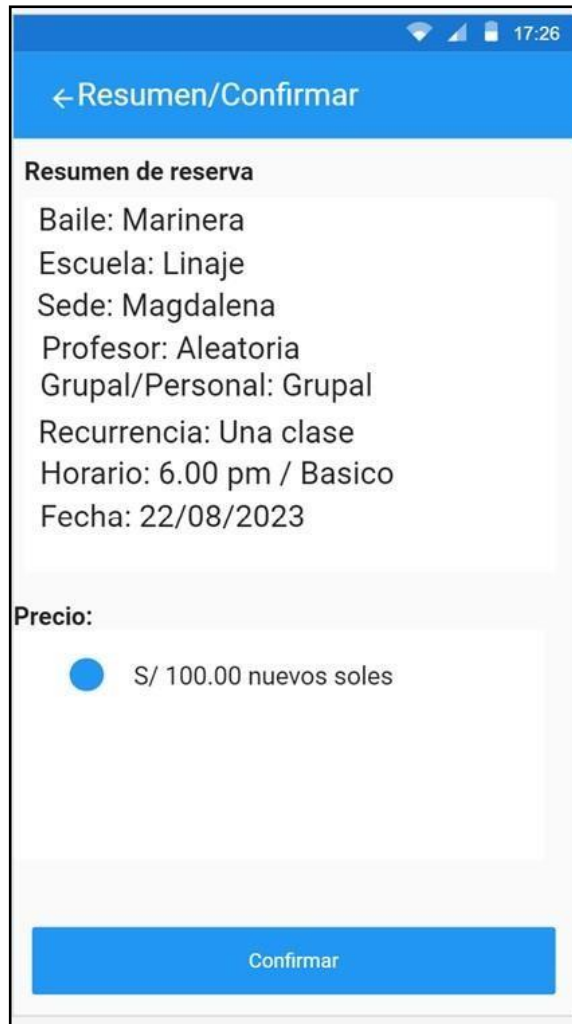 17:26
←Resumen/Confirmar
Resumen de reserva
Baile: Marinera
Escuela: Linaje
Sede: Magdalena
Profesor: Aleatoria
Grupal/Personal: Grupal
Recurrencia: Una clase
Horario: 6.00 pm / Basico
Fecha: 22/08/2023
Precio:
S/ 100.00 nuevos soles
Confirmar